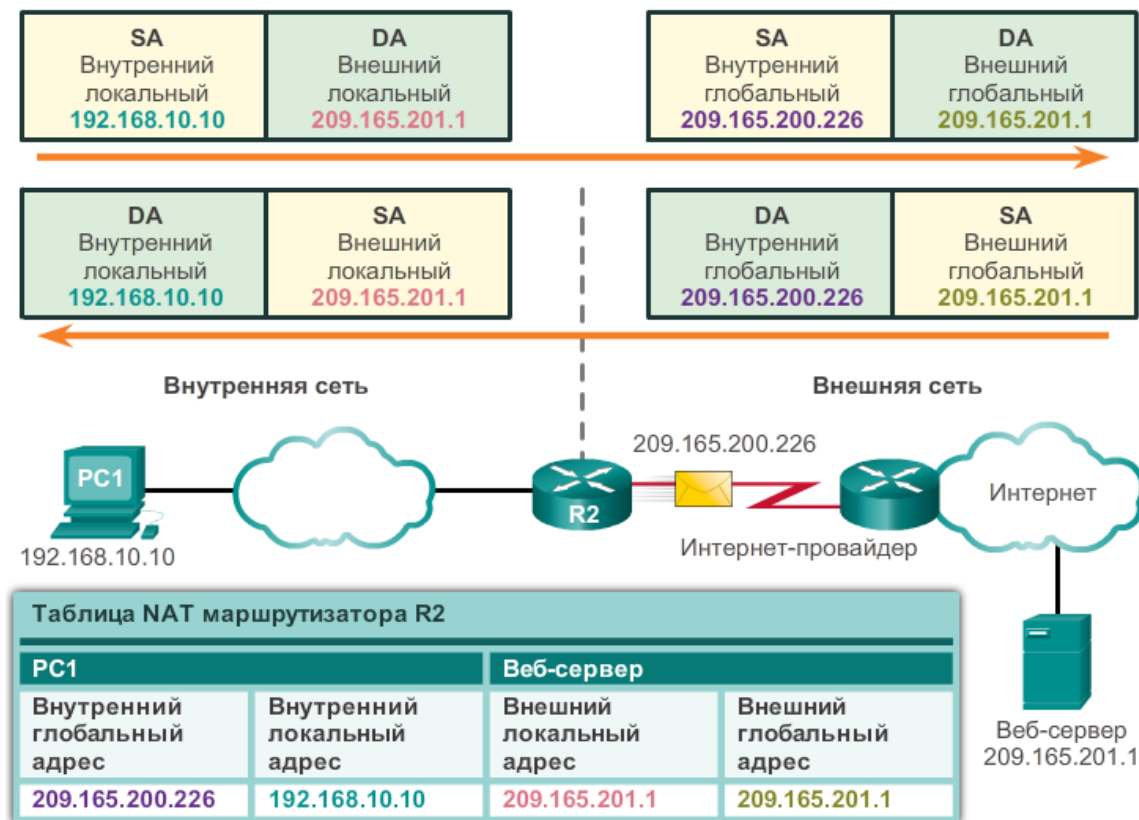 SA
Внутренний
локальный
192.168.10.10
DA
Внешний
локальный
209.165.201.1
SA
Внутренний
глобальный
209.165.200.226
DA
Внешний
глобальный
209.165.201.1
DA
Внутренний
локальный
192.168.10.10
SA
Внешний
локальный
209.165.201.1
DA
Внутренний
глобальный
209.165.200.226
SA
Внешний
глобальный
209.165.201.1
Внутренняя сеть
Внешняя сеть
209.165.200.226
PC1
R2
Интернет
192.168.10.10
Интернет-провайдер
Таблица NAT маршрутизатора R2
PC1
Веб-сервер
Внутренний
глобальный
адрес
Внутренний
локальный
адрес
Внешний
локальный
адрес
Внешний
глобальный
адрес
209.165.200.226
192.168.10.10
209.165.201.1
209.165.201.1
Веб-сервер
209.165.201.1